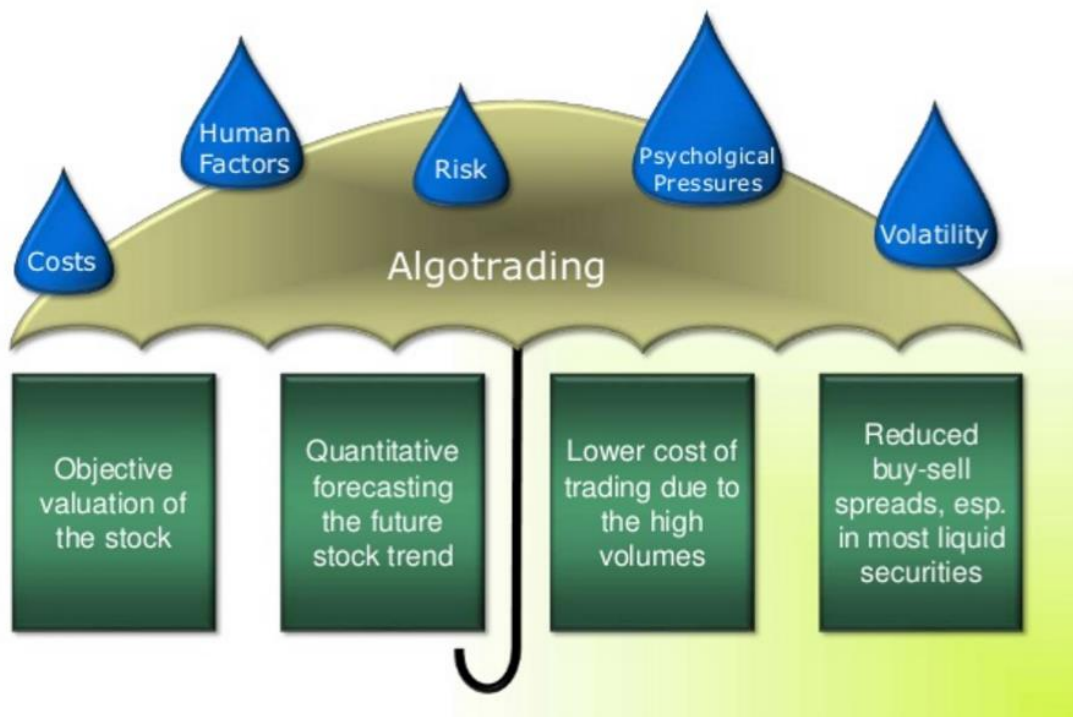 Human
Factors
Risk
Psycholgical
Pressures
Costs
Volatility
Algotrading
Objective
valuation of
the stock
Quantitative
forecasting
the future
stock trend
Lower cost of
trading due to
the high
volumes
Reduced
buy-sell
spreads, esp.
in most liquid
securities